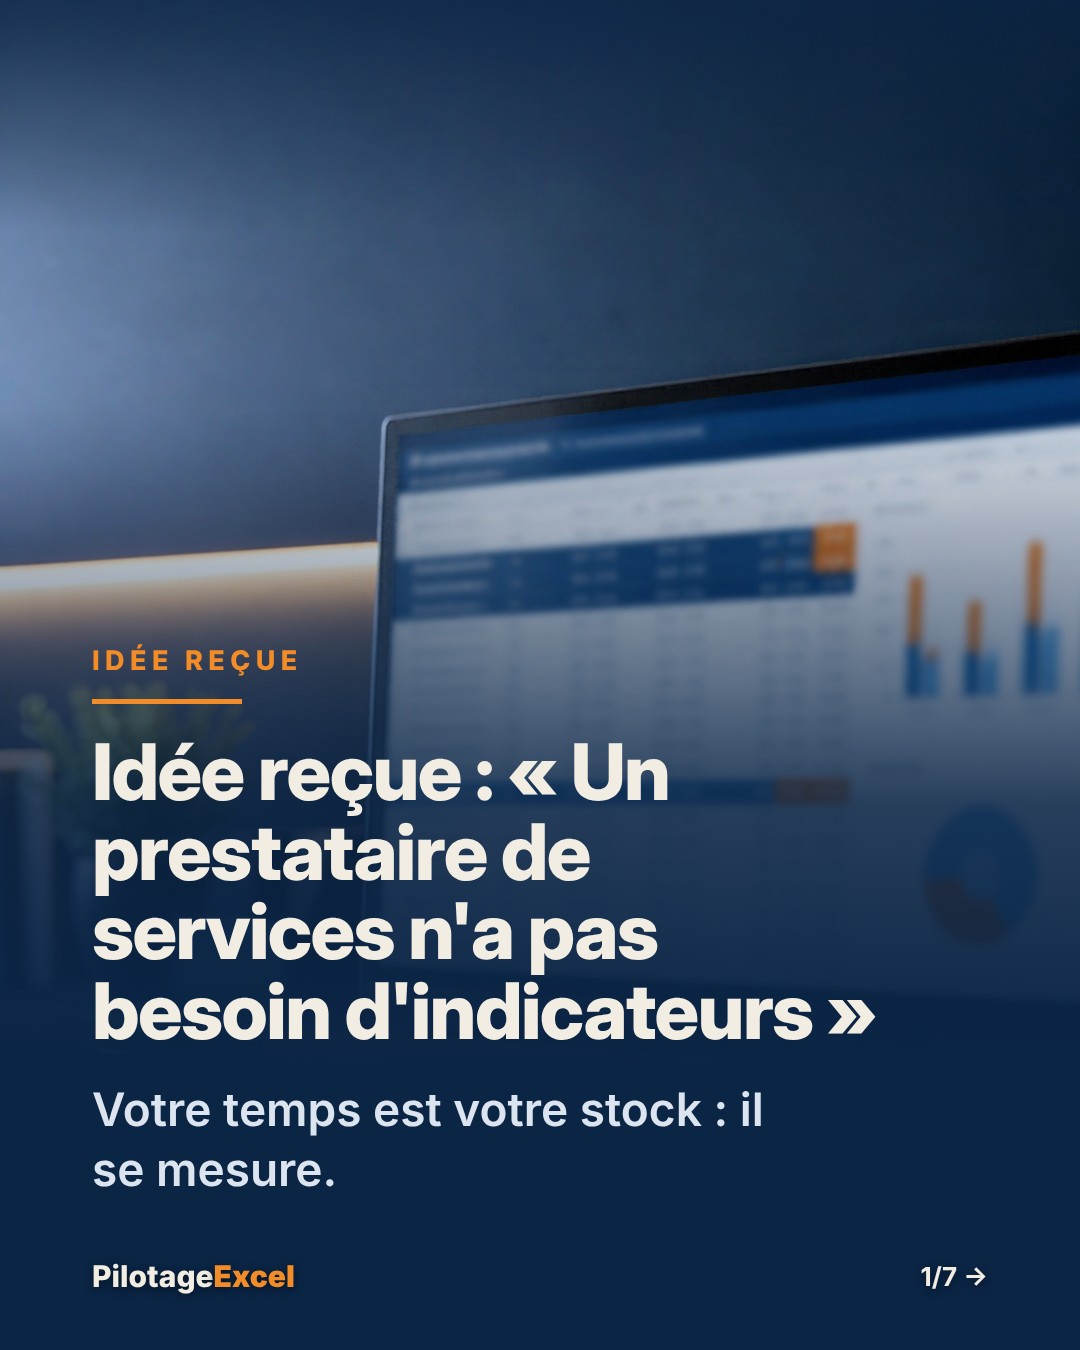 IDÉE REÇUE
Idée reçue : « Un
prestataire de
services n'a pas
besoin d'indicateurs »
Votre temps est votre stock : il
se mesure.
PilotageExcel
1/7 →